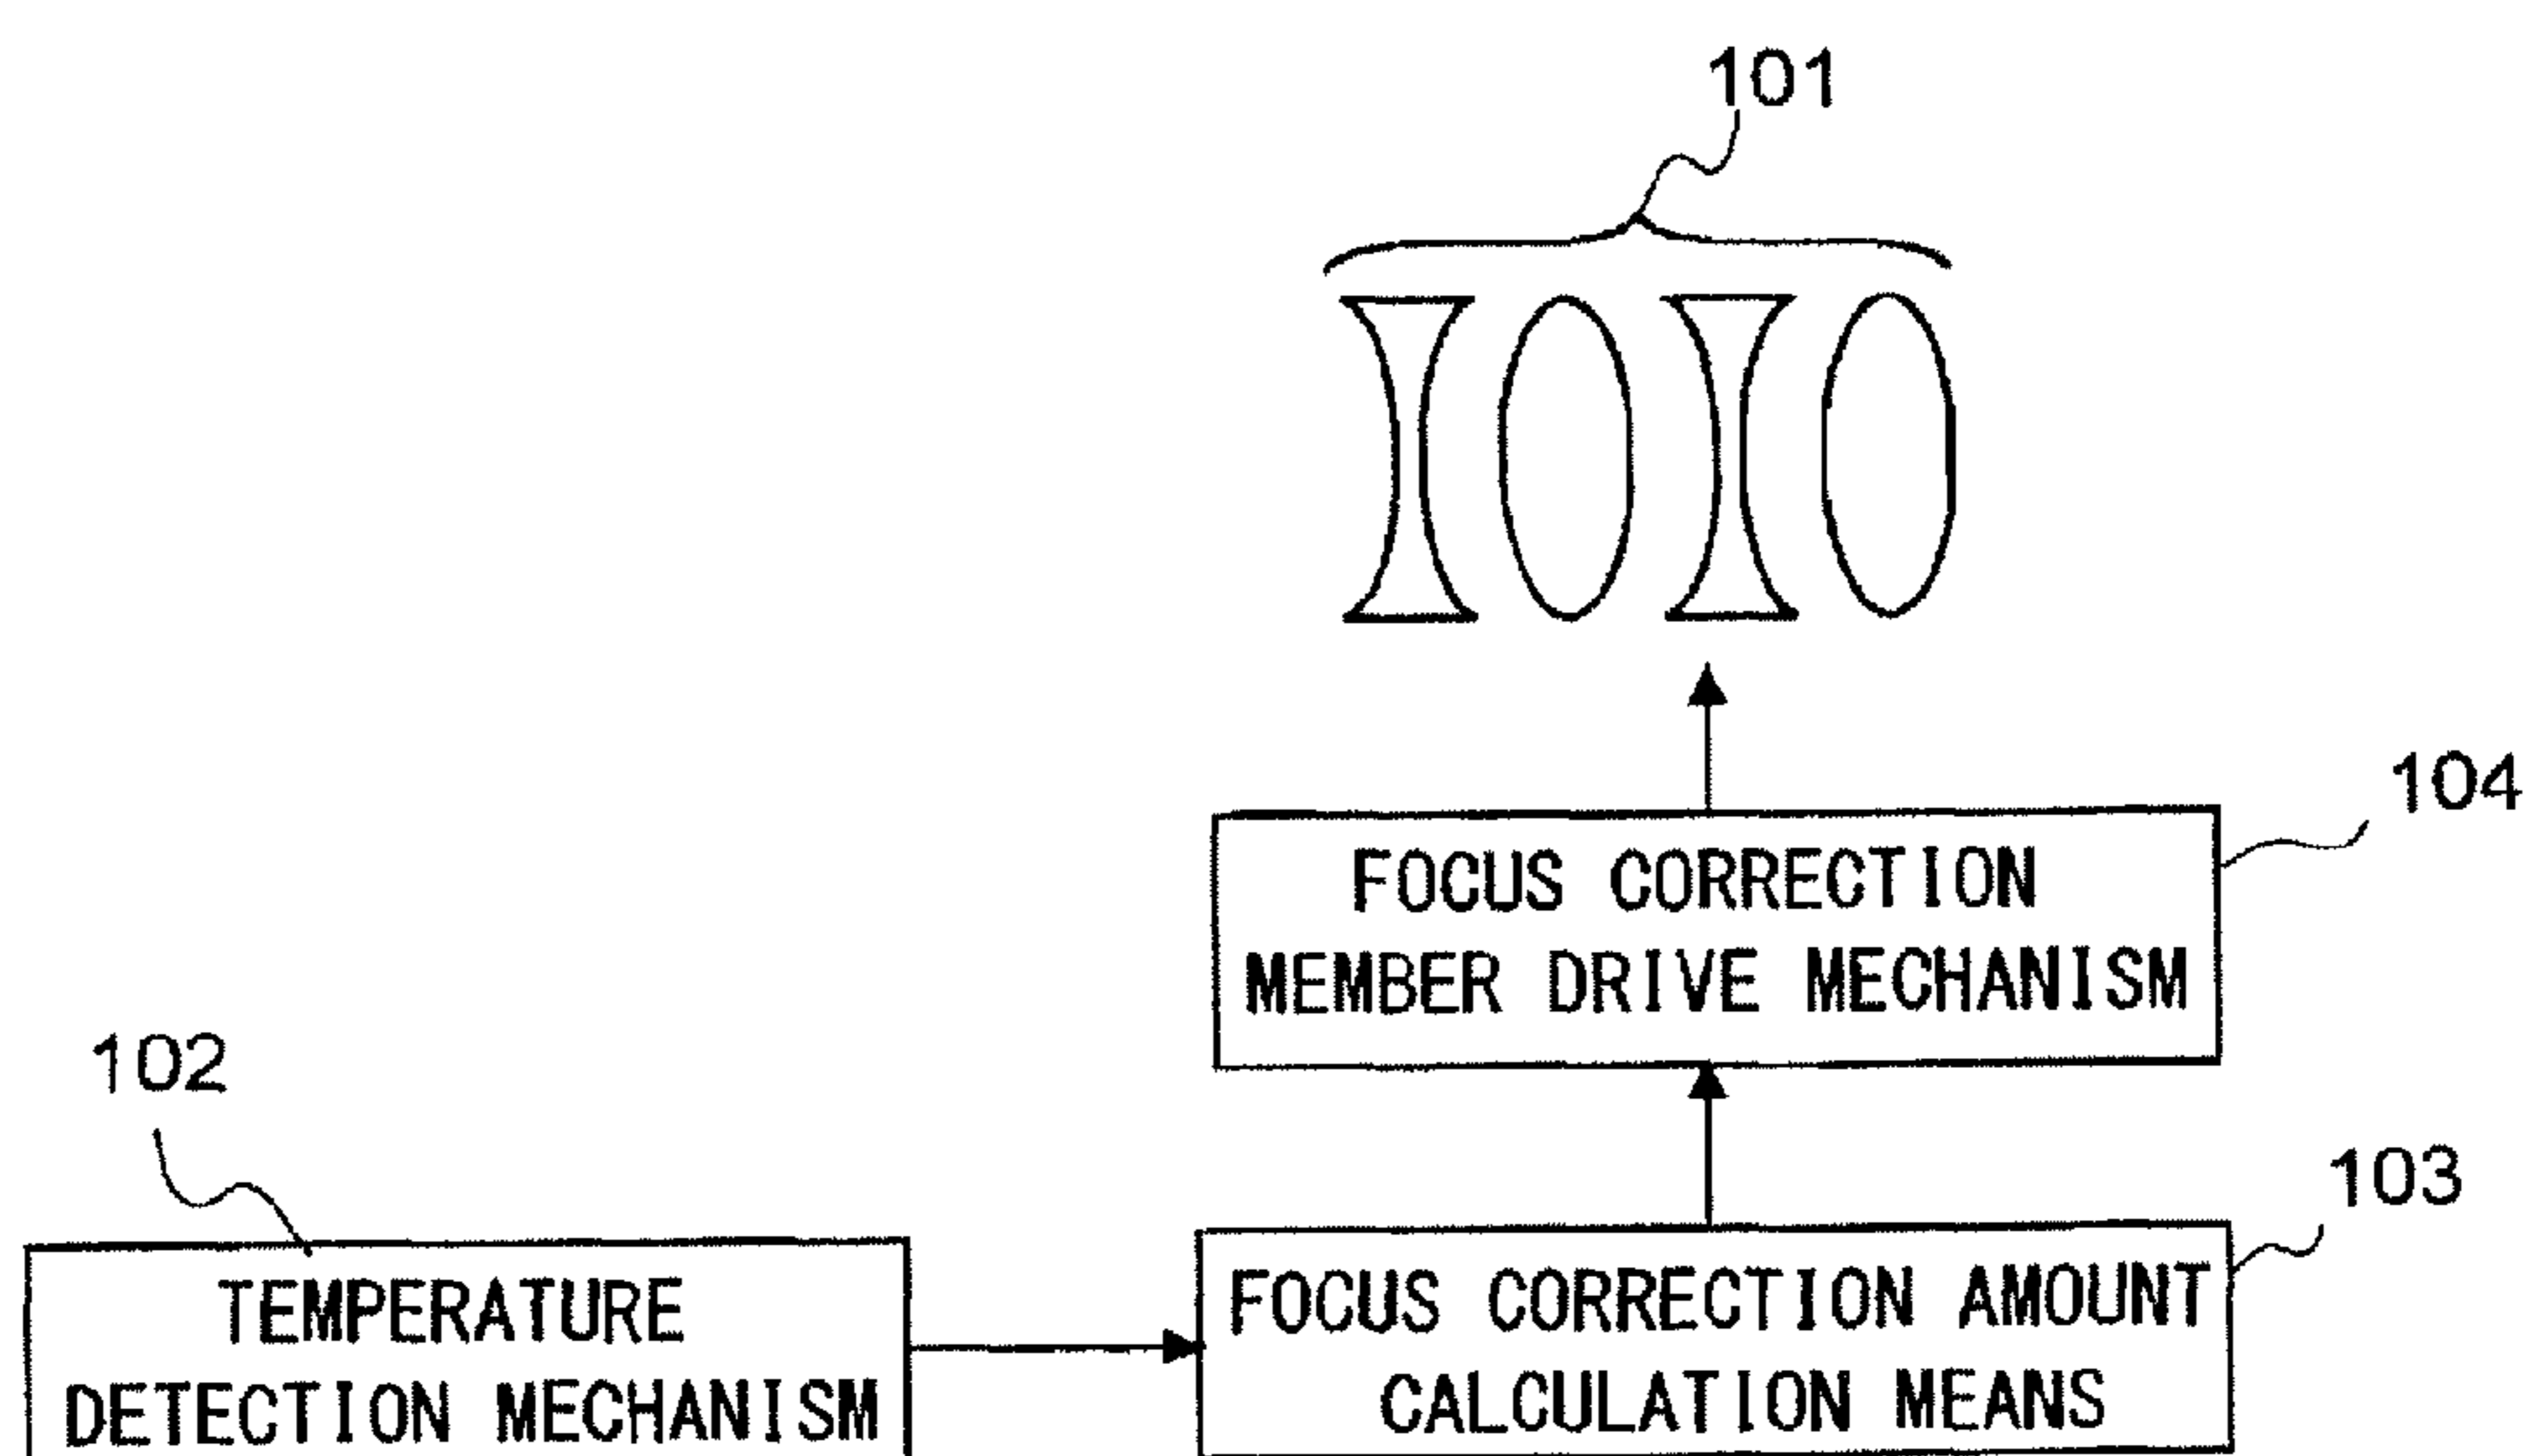 101
104
FOCUS CORRECTION
MEMBER DRIVE MECHANISM
102
103
TEMPERATURE
DETECTION MECHANISM
FOCUS CORRECTION AMOUNT
CALCULATION MEANS